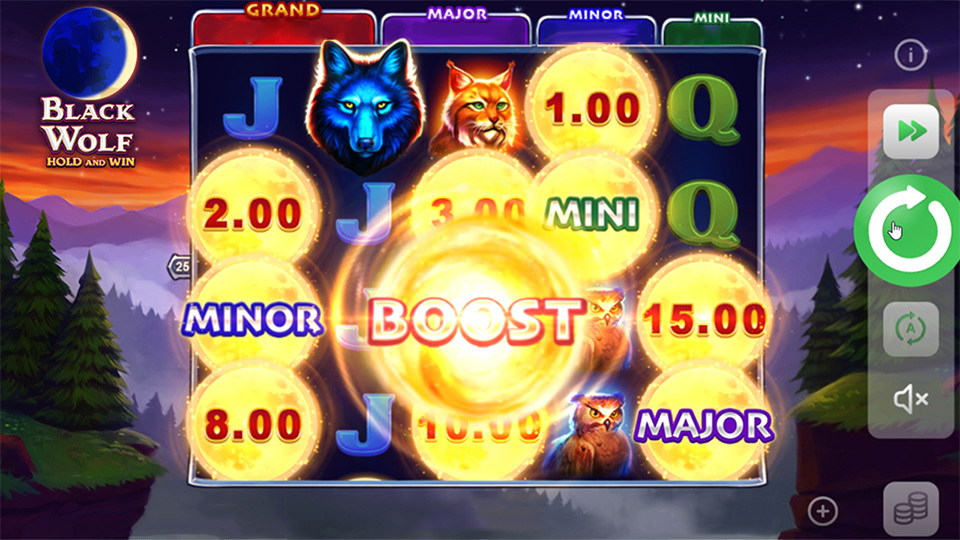 GRAND MAJOR MINOR MINI
BLACK
WOLF
HOLD AND WIN
J 1.00 Q
2.00 J 3.00 MINI Q
25
MINOR BOOST 15.00
8.00 J 10.00 MAJOR
i
A